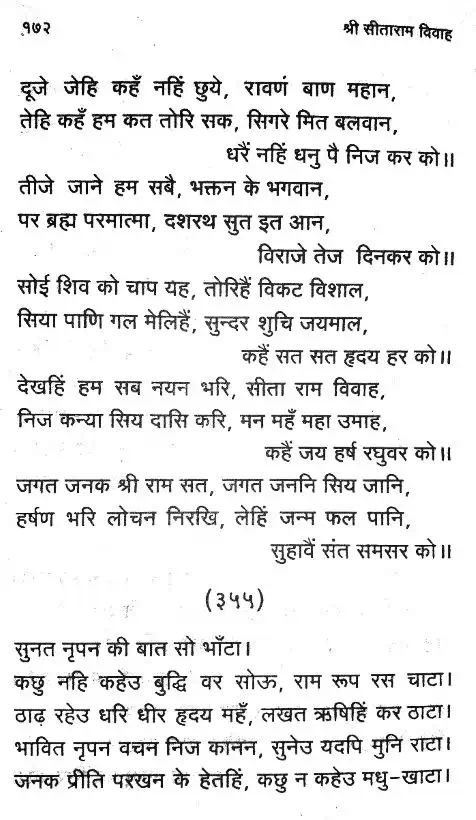 १७२ श्री सीताराम विवाह
दूजे जेहि कहँ नहिं छुये, रावणं बाण महान,
तेहि कहँ हम कत तोरि सक, सिगरे मित बलवान,
धरैं नहिं धनु पै निज कर को॥
तीजे जाने हम सबै, भक्तन के भगवान,
पर ब्रह्म परमात्मा, दशरथ सुत इत आन,
विराजे तेज दिनकर को॥
सोई शिव को चाप यह, तोरिहैं विकट विशाल,
सिया पाणि गल मेलिहैं, सुन्दर शुचि जयमाल,
कहैं सत सत हृदय हर को॥
देखहिं हम सब नयन भरि, सीता राम विवाह,
निज कन्या सिय दासि करि, मन महँ महा उमाह,
कहैं जय हर्ष रघुवर को॥
जगत जनक श्री राम सत, जगत जननि सिय जानि,
हर्षण भरि लोचन निरखि, लेहिं जन्म फल पानि,
सुहावैं संत समसर को॥
(३५५)
सुनत नृपन की बात सो भाँटा।
कछु नहि कहेउ बुद्धि वर सोऊ, राम रूप रस चाटा।
ठाढ़ रहेउ धरि धीर हृदय महँ, लखत ऋषिहिं कर ठाटा।
भावित नृपन वचन निज कानन, सुनेउ यदपि मुनि राटा।
जनक प्रीति परखन के हेतहिं, कछु न कहेउ मधु-खाटा।